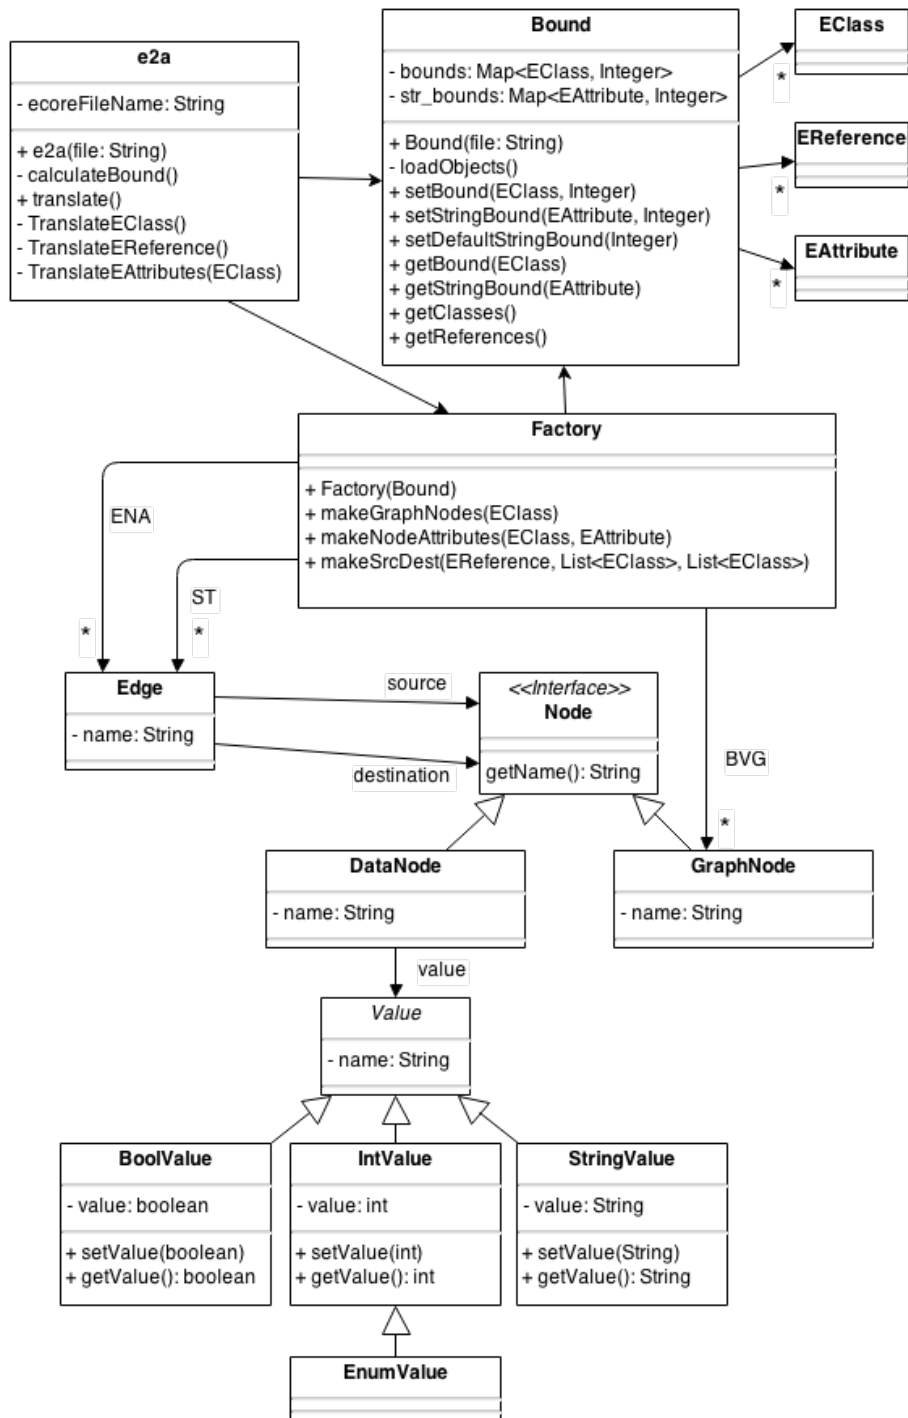 e2a
- ecoreFileName: String
+ e2a(file: String)
- calculateBound()
+ translate()
- TranslateEClass()
- TranslateEReference()
- TranslateEAttributes(EClass)
Bound
- bounds: Map<EClass, Integer>
- str_bounds: Map<EAttribute, Integer>
+ Bound(file: String)
- loadObjects()
+ setBound(EClass, Integer)
+ setStringBound(EAttribute, Integer)
+ setDefaultStringBound(Integer)
+ getBound(EClass)
+ getStringBound(EAttribute)
+ getClasses()
+ getReferences()
EClass
*
EReference
*
EAttribute
*
Factory
+ Factory(Bound)
+ makeGraphNodes(EClass)
+ makeNodeAttributes(EClass, EAttribute)
+ makeSrcDest(EReference, List<EClass>, List<EClass>)
ENA
*
ST
*
Edge
- name: String
source
destination
<<Interface>>
Node
getName(): String
BVG
*
DataNode
- name: String
GraphNode
- name: String
value
Value
- name: String
BoolValue
- value: boolean
+ setValue(boolean)
+ getValue(): boolean
IntValue
- value: int
+ setValue(int)
+ getValue(): int
StringValue
- value: String
+ setValue(String)
+ getValue(): String
EnumValue